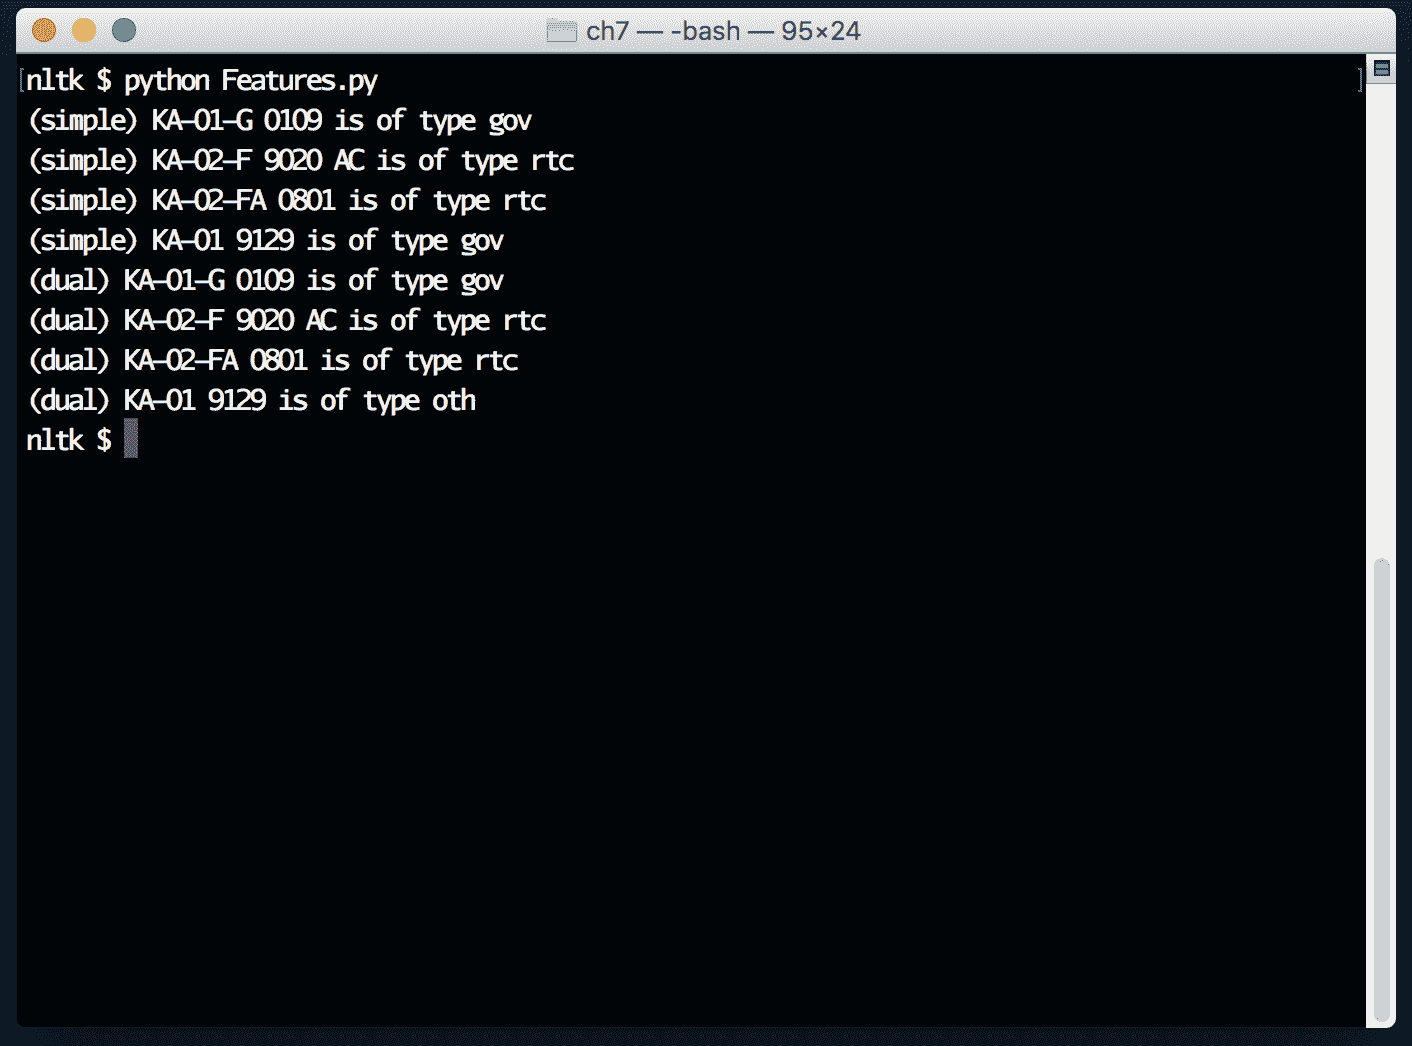 ch7 — -bash — 95×24
nltk $ python Features.py
(simple) KA-01-G 0109 is of type gov
(simple) KA-02-F 9020 AC is of type rtc
(simple) KA-02-FA 0801 is of type rtc
(simple) KA-01 9129 is of type gov
(dual) KA-01-G 0109 is of type gov
(dual) KA-02-F 9020 AC is of type rtc
(dual) KA-02-FA 0801 is of type rtc
(dual) KA-01 9129 is of type oth
nltk $